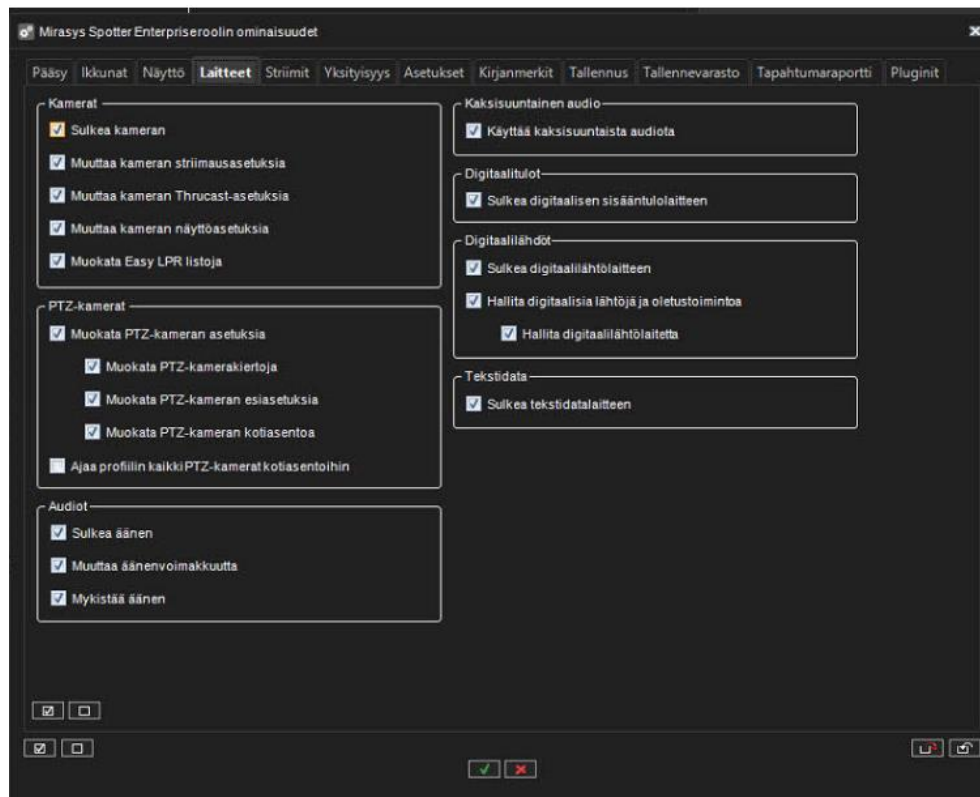 Mirasys Spotter Enterpriseroolin ominaisuudet
Pääsy Ikkunat Näyttö Laitteet Striimit Yksityisyys Asetukset Kirjanmerkit Tallennus Tallennevarasto Tapahtumaraportti Pluginit
Kamerat
Sulkea kameran
Muuttaa kameran striimausasetuksia
Muuttaa kameran Thrucast-asetuksia
Muuttaa kameran näyttöasetuksia
Muokata Easy LPR listoja
PTZ-kamerat
Muokata PTZ-kameran asetuksia
Muokata PTZ-kamerakiertoja
Muokata PTZ-kameran esiasetuksia
Muokata PTZ-kameran kotiasentoa
Ajaa profiilin kaikki PTZ-kamerat kotiasentoihin
Audiot
Sulkea äänen
Muuttaa äänenvoimakkuutta
Mykistää äänen
Kaksisuuntainen audio
Käyttää kaksisuuntaista audiota
Digitaalitulot
Sulkea digitaalisen sisääntulolaitteen
Digitaalilähdöt
Sulkea digitaalilähtölaitteen
Hallita digitaalisia lähtöjä ja oletustoimintoa
Hallita digitaalilähtölaitetta
Tekstidata
Sulkea tekstidatalaitteen